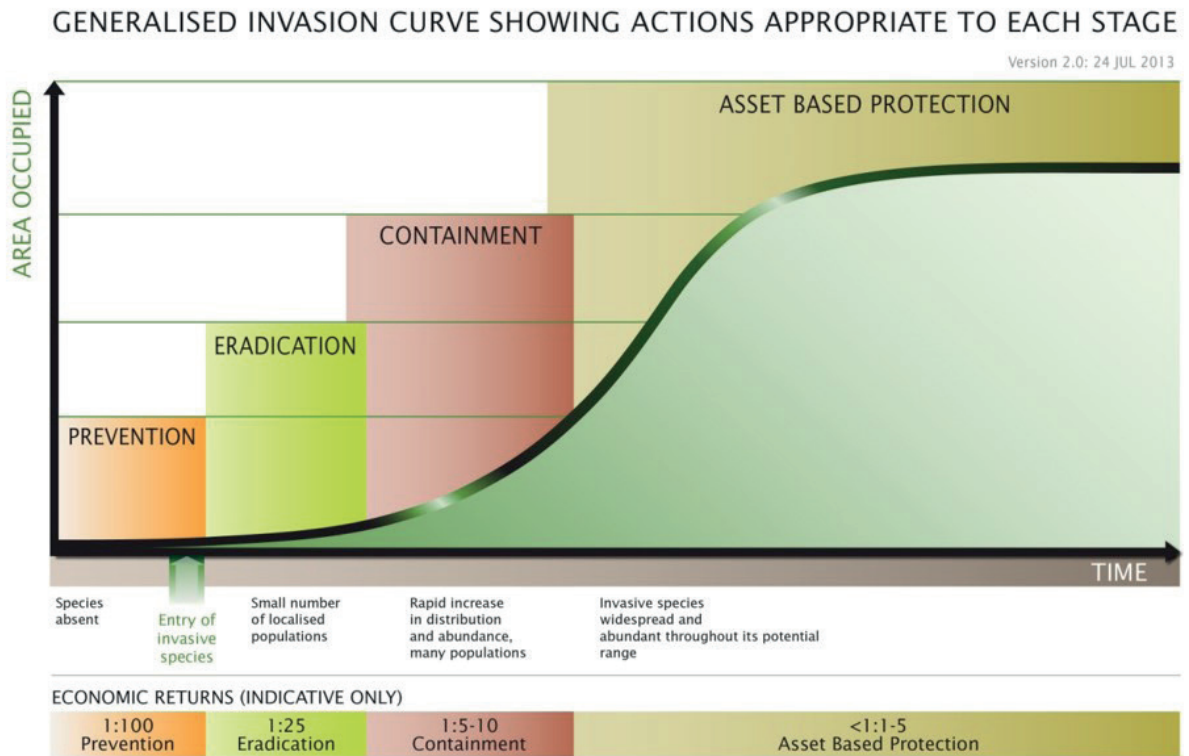 GENERALISED INVASION CURVE SHOWING ACTIONS APPROPRIATE TO EACH STAGE
Version 2.0: 24 JUL 2013
AREA OCCUPIED
ASSET BASED PROTECTION
CONTAINMENT
ERADICATION
PREVENTION
TIME
Species
absent
Entry of
invasive
species
Small number
of localised
populations
Rapid increase
in distribution
and abundance,
many populations
Invasive species
widespread and
abundant throughout its potential
range
ECONOMIC RETURNS (INDICATIVE ONLY)
1:100
Prevention
1:25
Eradication
1:5-10
Containment
<1:1-5
Asset Based Protection